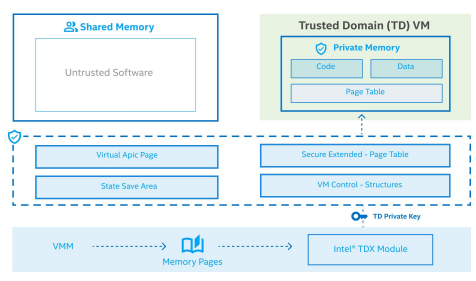 Shared Memory
Untrusted Software
Trusted Domain (TD) VM
Private Memory
Code
Data
Page Table
Virtual Apic Page
Secure Extended - Page Table
State Save Area
VM Control - Structures
TD Private Key
VMM
Memory Pages
Intel® TDX Module